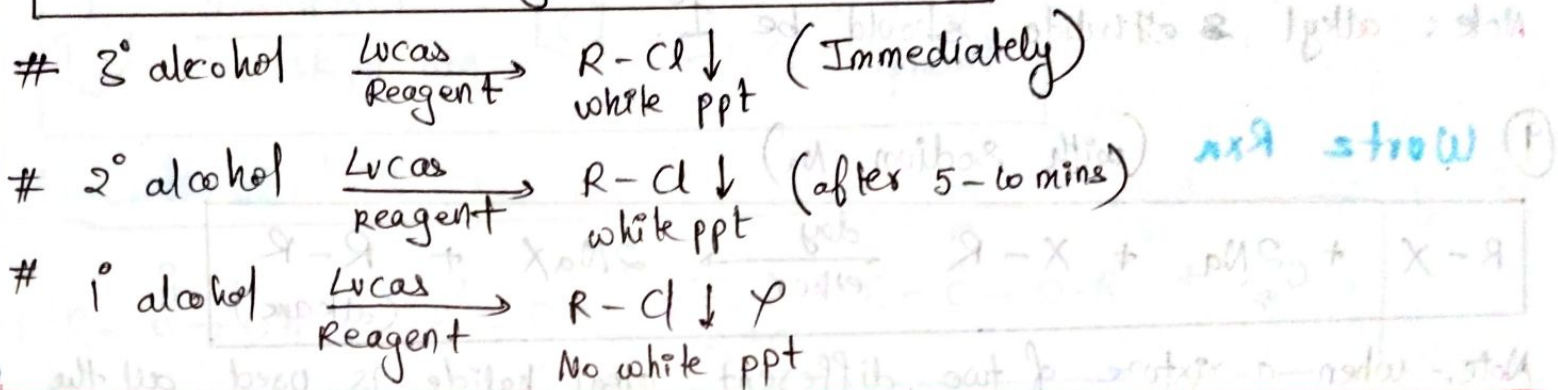 # 3° alcohol Lucas Reagent → R-Cl↓ (Immediately)
white ppt
# 2° alcohol Lucas Reagent → R-Cl↓ (after 5-10 mins)
white ppt
# 1° alcohol Lucas Reagent → R-Cl↓
No white ppt